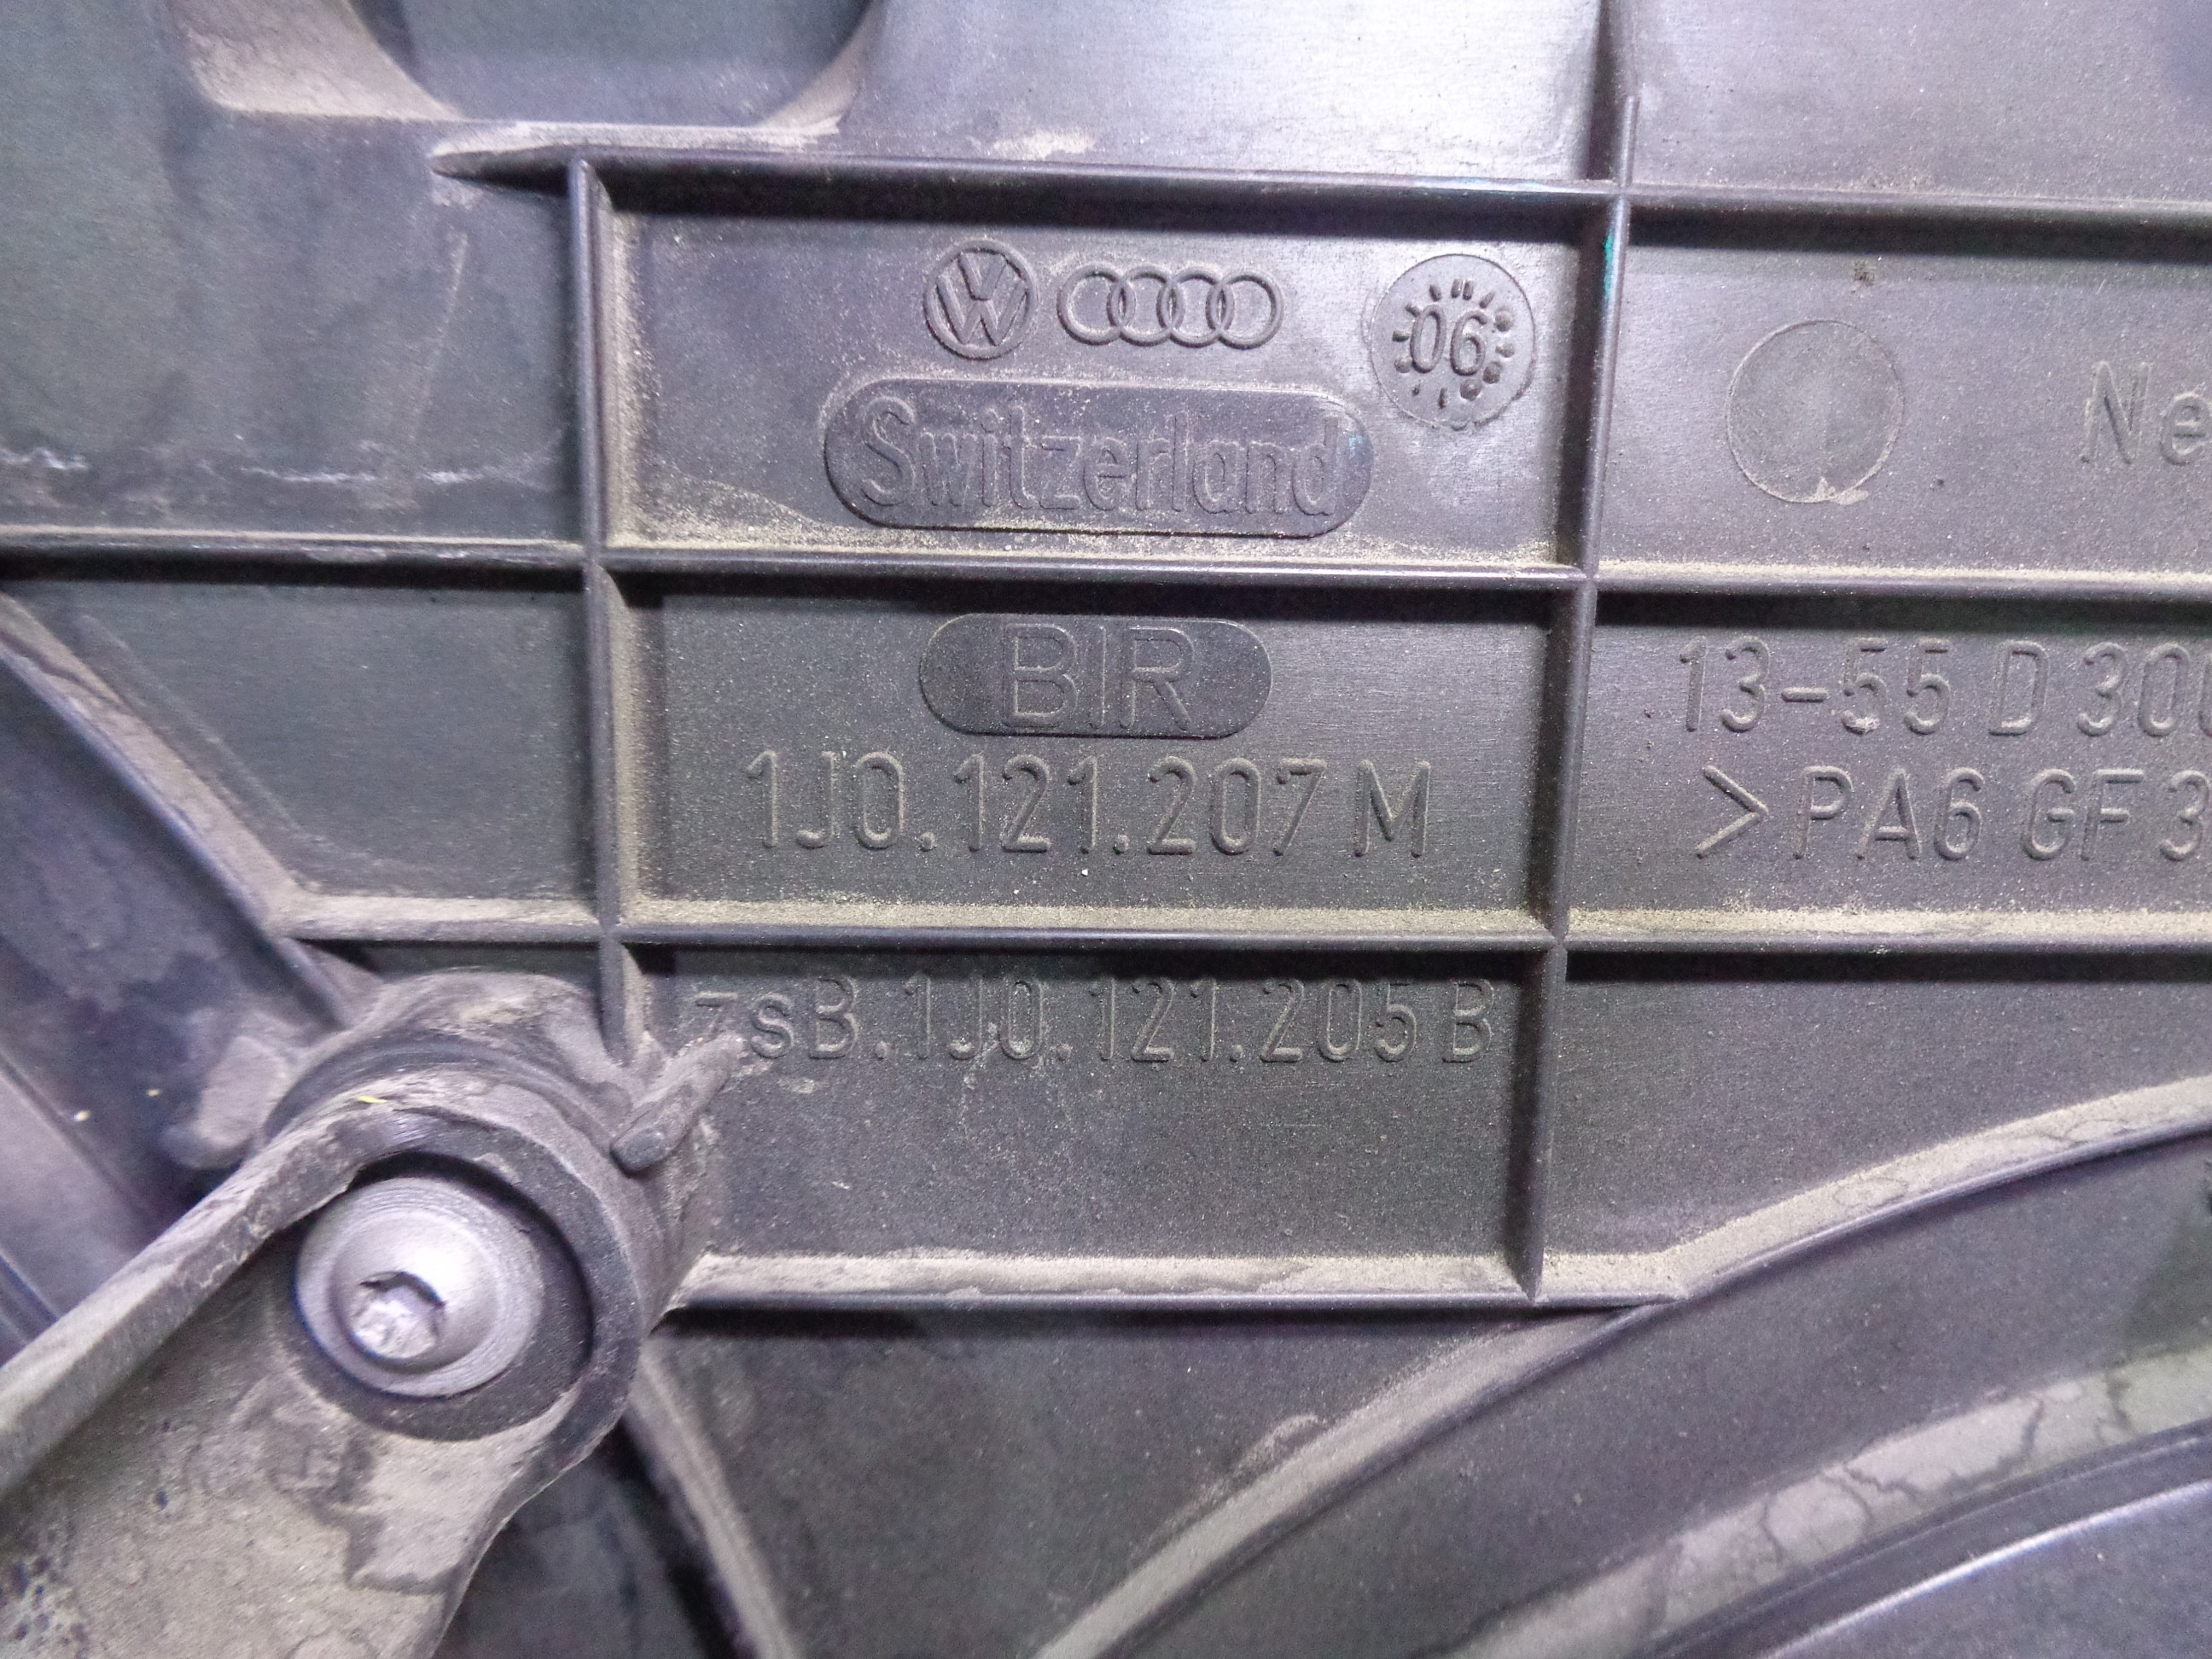 06
Switzerland
Ne
BIR
1J0.121.207 M
13-55 D 30
>PA6 GF 3
zsB.1J0.121.205 B